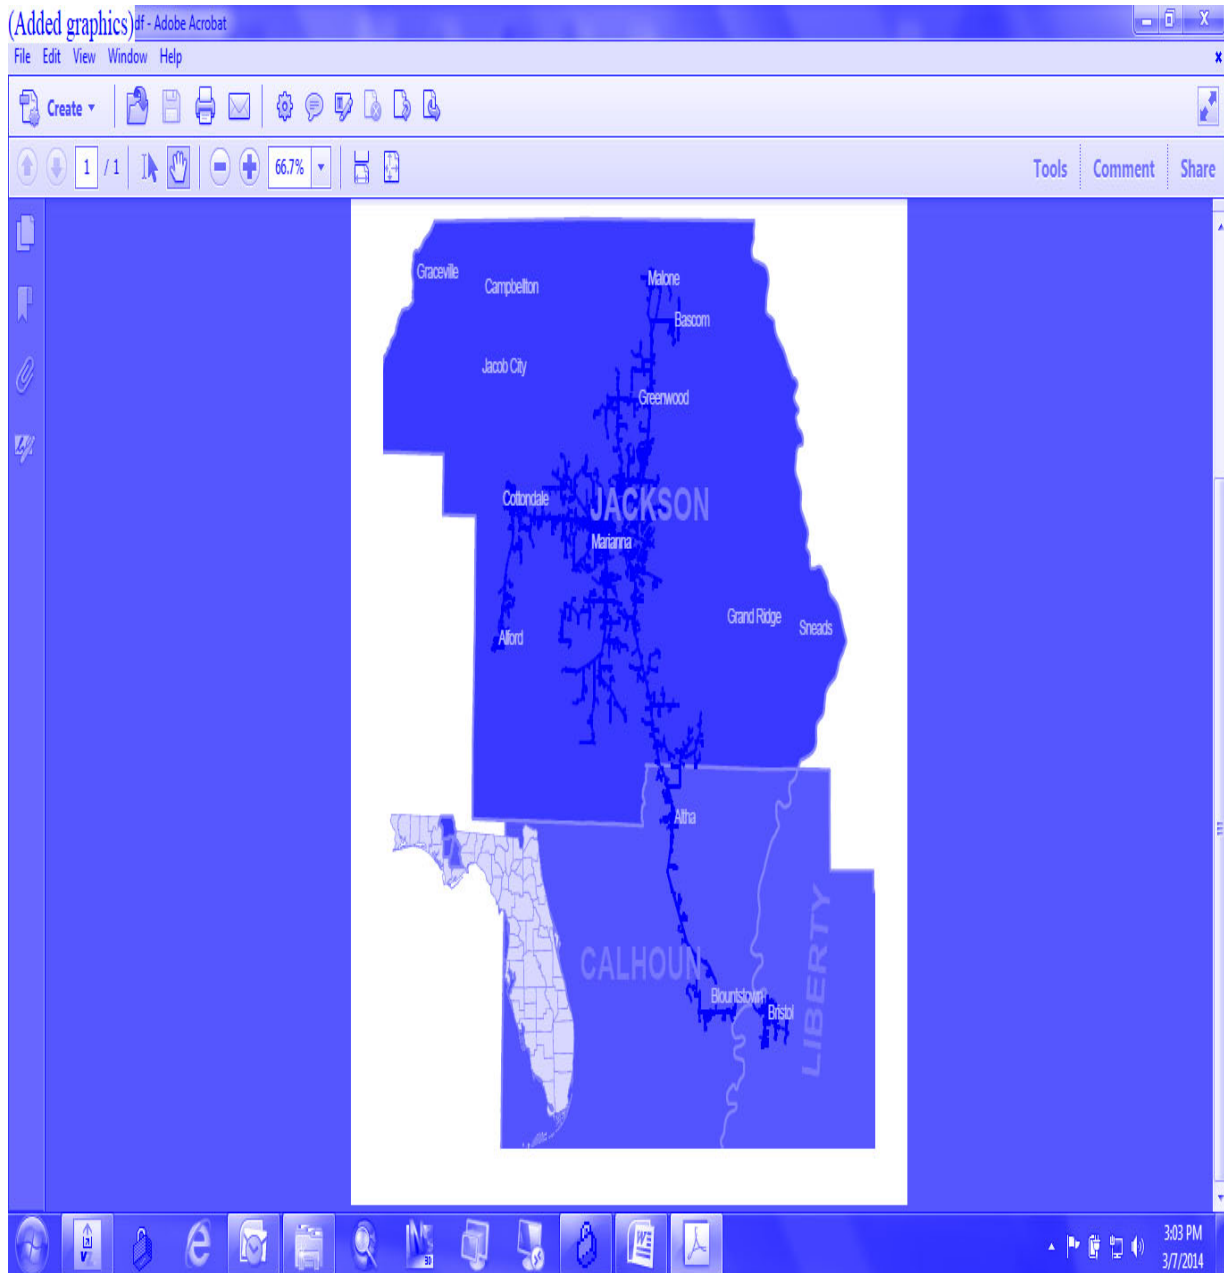 (Added graphics)df - Adobe Acrobat
File Edit View Window Help
Create
1 / 1 66.7% Tools Comment Share
Graceville
Campbellton
Malone
Bascom
Jacob City
Greenwood
Cottondale
JACKSON
Marianna
Grand Ridge
Sneads
Alford
Altha
CALHOUN
LIBERTY
Blountstown
Bristol
3:03 PM
3/7/2014